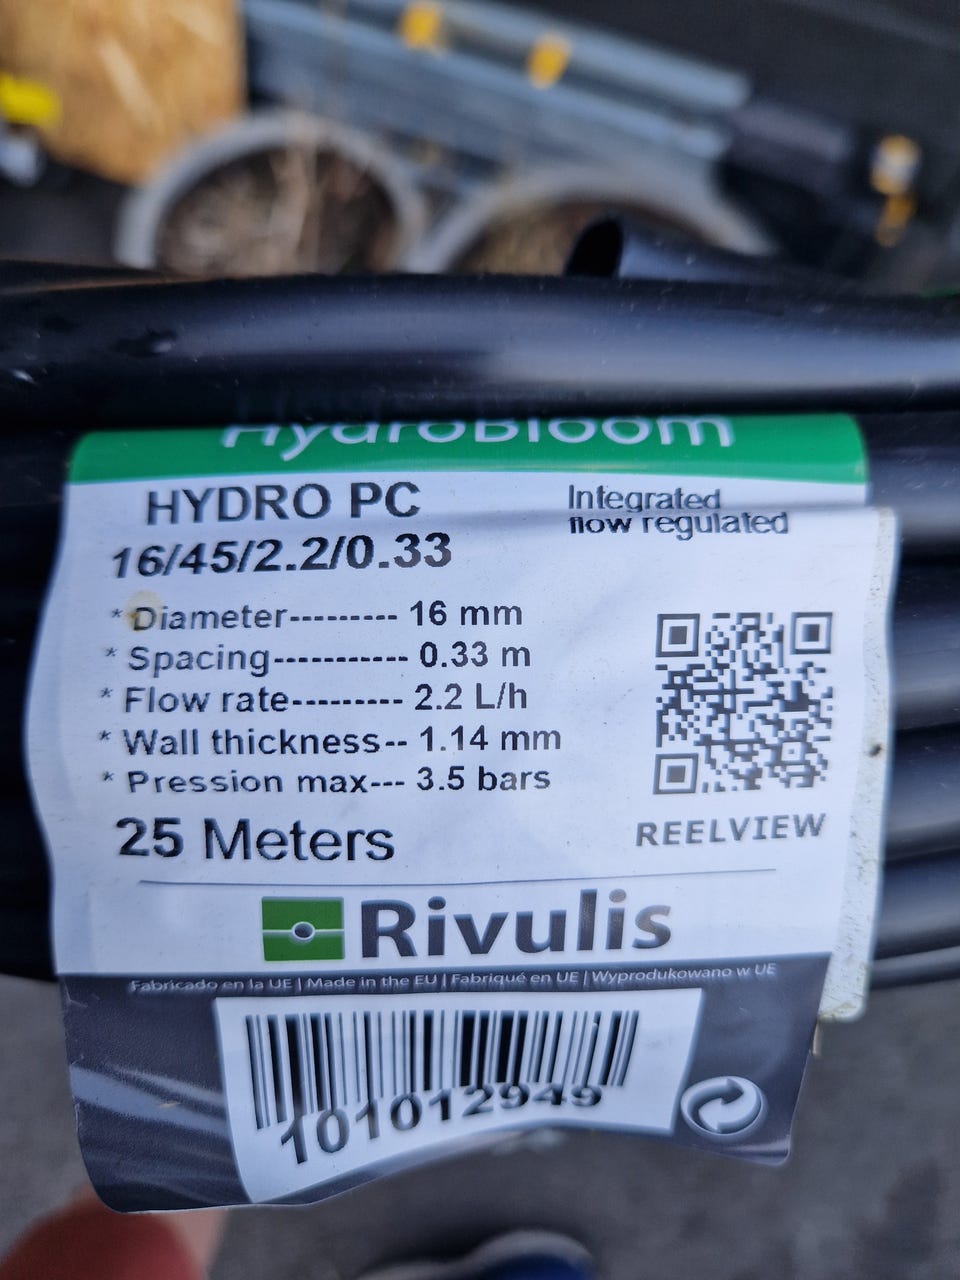 HydroBloom
HYDRO PC
16/45/2.2/0.33
Integrated
flow regulated
* Diameter--------- 16 mm
* Spacing----------- 0.33 m
* Flow rate--------- 2.2 L/h
* Wall thickness-- 1.14 mm
* Pression max--- 3.5 bars
25 Meters
REELVIEW
Rivulis
Fabricado en la UE | Made in the EU | Fabriqué en UE | Wyprodukowano w UE
101012949